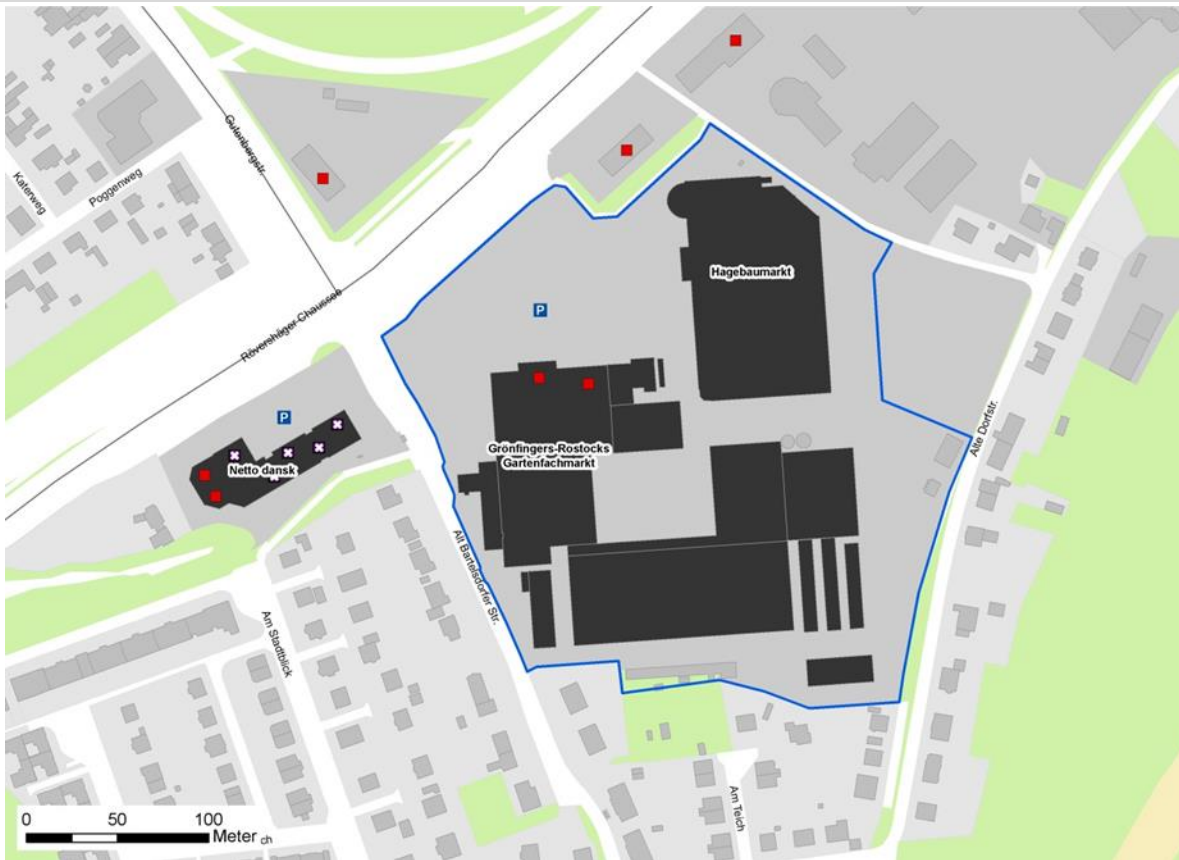 Gutenbergstr.
Poggenweg
Katerweg
Rövershäger Chaussee
P
Hagebaumarkt
P
Grönfingers-Rostocks
Gartenfachmarkt
Netto dansk
Alte Dorfstr.
Alt Bartelsdorfer Str.
Am Stadtblick
Am Teich
0 50 100
Meter ch